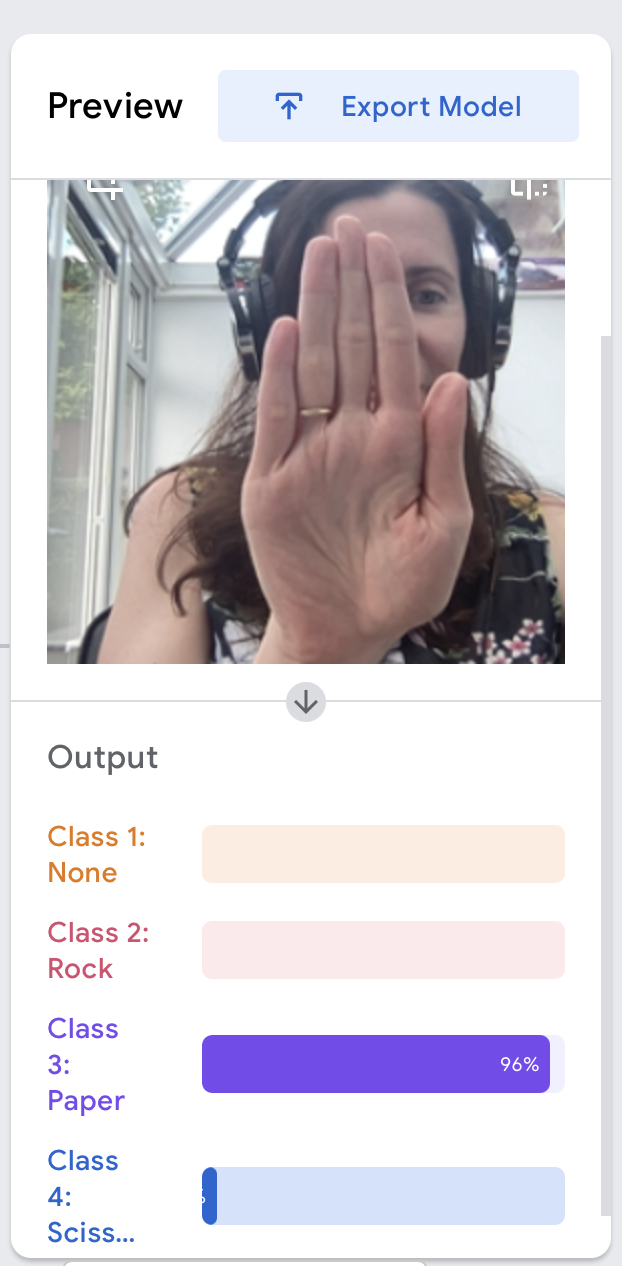 Preview
Export Model
Output
Class 1:
None
Class 2:
Rock
Class
3:
Paper
96%
Class
4:
Sciss...